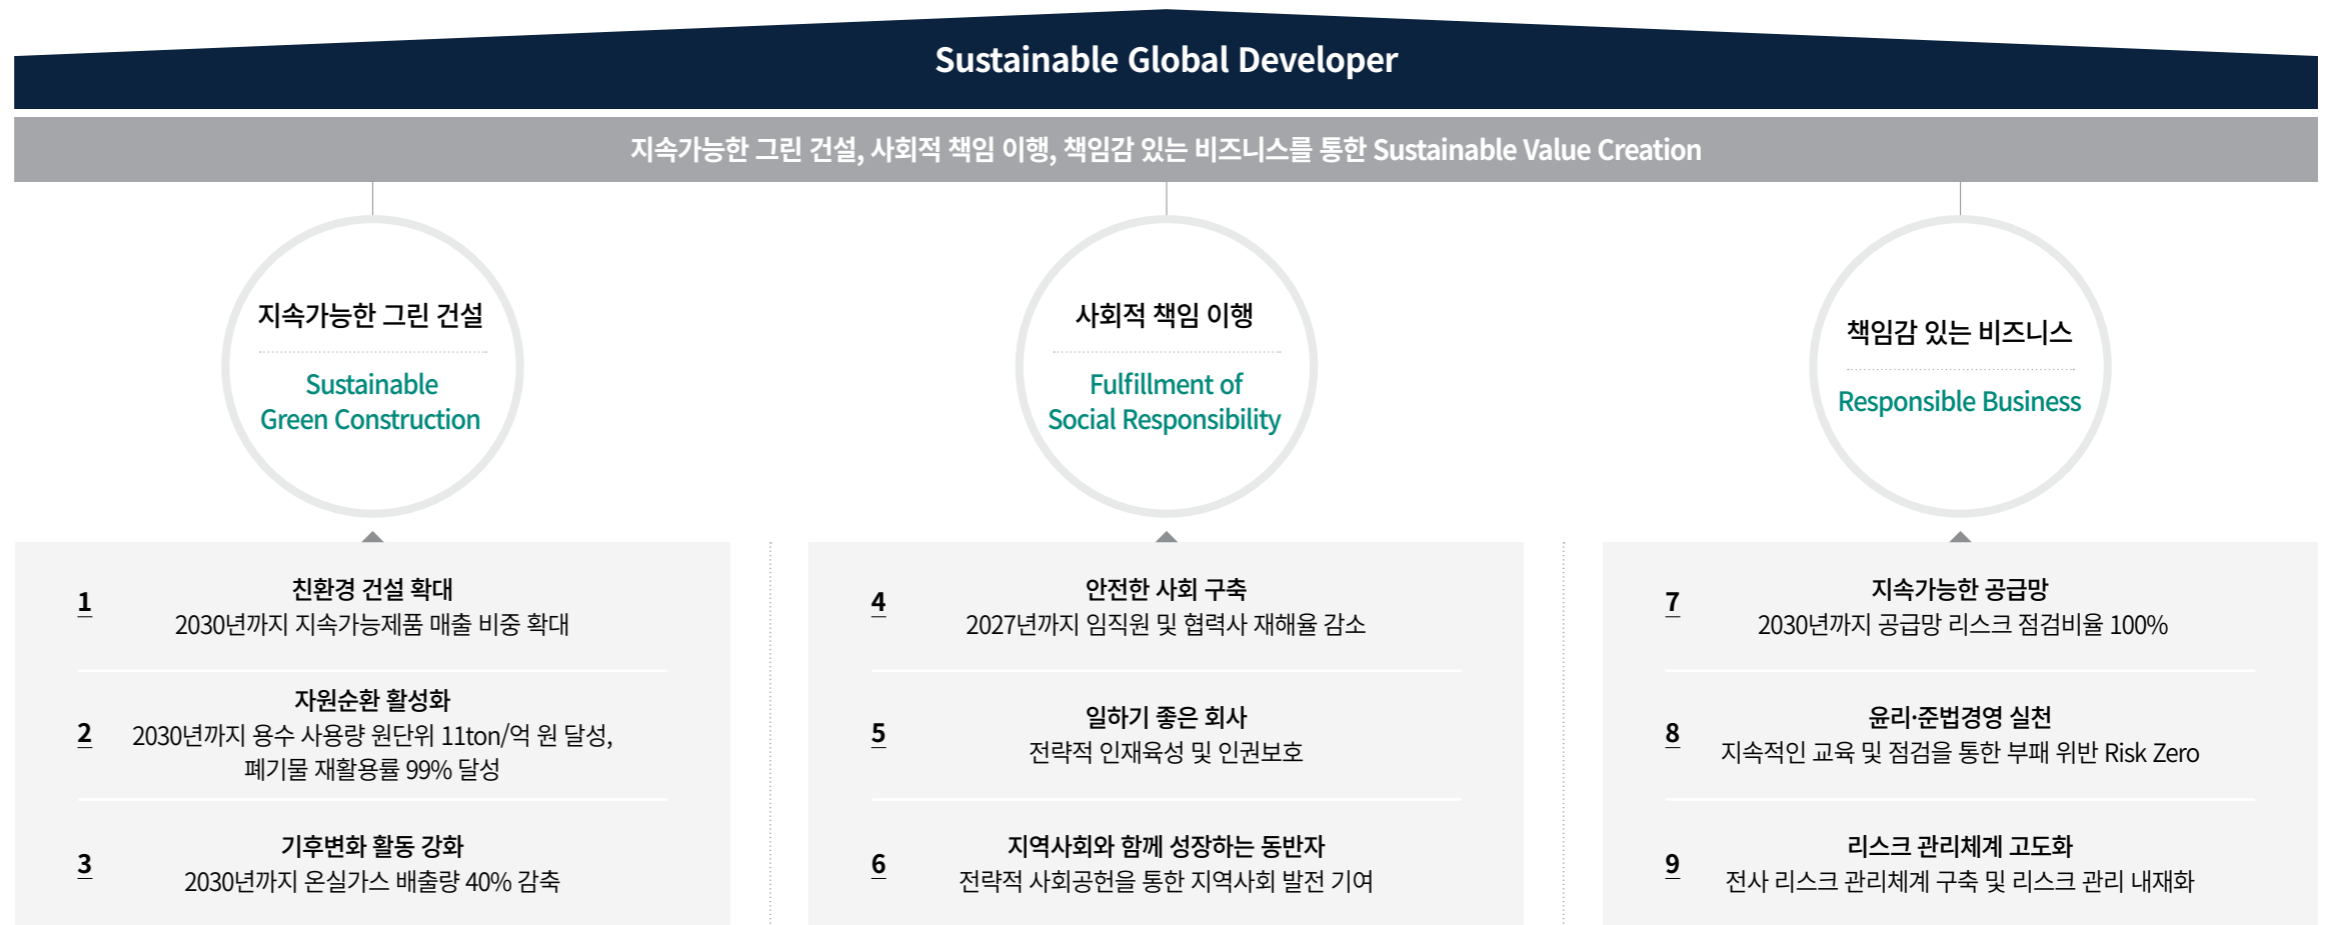 Sustainable Global Developer
지속가능한 그린 건설, 사회적 책임 이행, 책임감 있는 비즈니스를 통한 Sustainable Value Creation
지속가능한 그린 건설
Sustainable
Green Construction
사회적 책임 이행
Fulfillment of
Social Responsibility
책임감 있는 비즈니스
Responsible Business
1
친환경 건설 확대
2030년까지 지속가능제품 매출 비중 확대
2
자원순환 활성화
2030년까지 용수 사용량 원단위 11ton/억 원 달성,
폐기물 재활용률 99% 달성
3
기후변화 활동 강화
2030년까지 온실가스 배출량 40% 감축
4
안전한 사회 구축
2027년까지 임직원 및 협력사 재해율 감소
5
일하기 좋은 회사
전략적 인재육성 및 인권보호
6
지역사회와 함께 성장하는 동반자
전략적 사회공헌을 통한 지역사회 발전 기여
7
지속가능한 공급망
2030년까지 공급망 리스크 점검비율 100%
8
윤리·준법경영 실천
지속적인 교육 및 점검을 통한 부패 위반 Risk Zero
9
리스크 관리체계 고도화
전사 리스크 관리체계 구축 및 리스크 관리 내재화